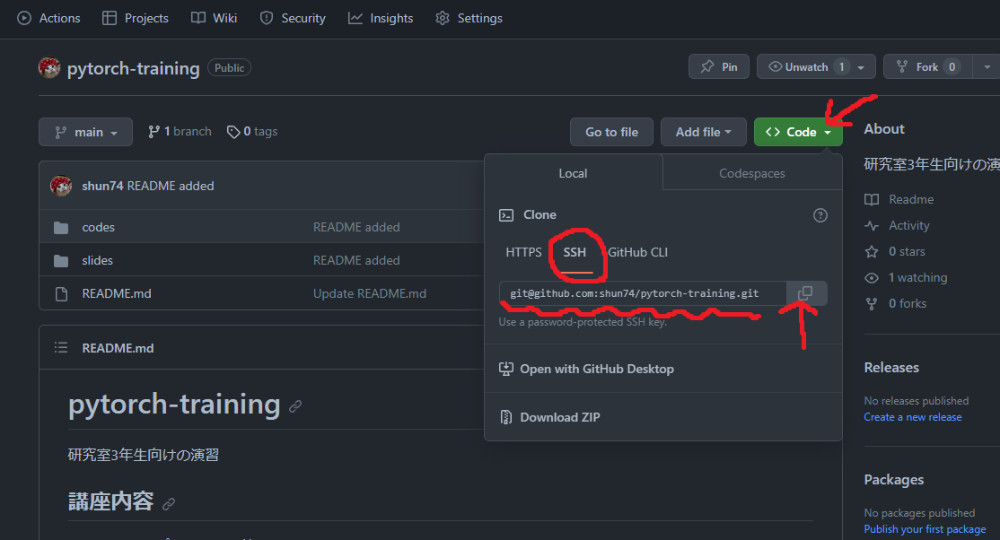 Actions Projects Wiki Security Insights Settings
pytorch-training Public Pin Unwatch 1 Fork 0
main 1 branch 0 tags Go to file Add file <> Code
shun74 README added
codes README added
slides README added
README.md Update README.md
Local Codespaces
Clone
HTTPS SSH GitHub CLI
git@github.com:shun74/pytorch-training.git
Use a password-protected SSH key.
Open with GitHub Desktop
Download ZIP
README.md
pytorch-training
研究室3年生向けの演習
講座内容
About
研究室3年生向けの演
Readme
Activity
0 stars
1 watching
0 forks
Releases
No releases published
Create a new release
Packages
No packages published
Publish your first package